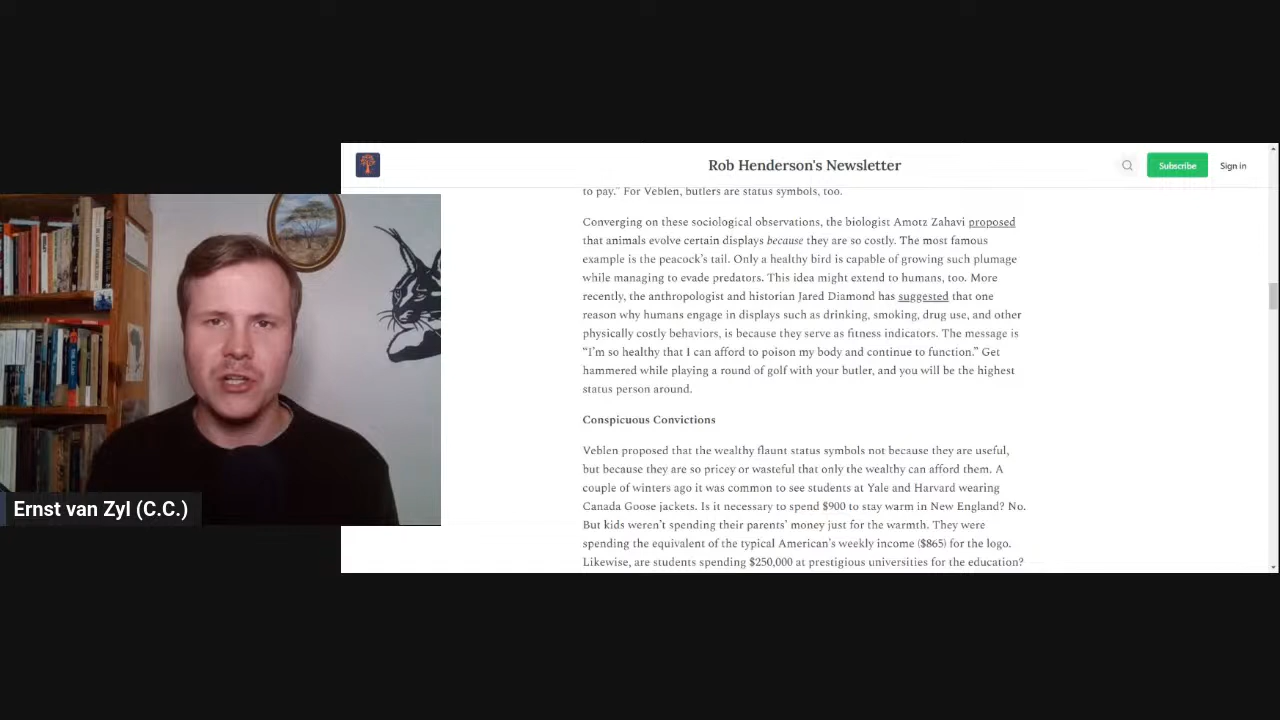 Rob Henderson's Newsletter
Subscribe
Sign in
to pay." For Veblen, butlers are status symbols, too.
Converging on these sociological observations, the biologist Amotz Zahavi proposed
that animals evolve certain displays because they are so costly. The most famous
example is the peacock's tail. Only a healthy bird is capable of growing such plumage
while managing to evade predators. This idea might extend to humans, too. More
recently, the anthropologist and historian Jared Diamond has suggested that one
reason why humans engage in displays such as drinking, smoking, drug use, and other
physically costly behaviors, is because they serve as fitness indicators. The message is
“I'm so healthy that I can afford to poison my body and continue to function.” Get
hammered while playing a round of golf with your butler, and you will be the highest
status person around.
Conspicuous Convictions
Veblen proposed that the wealthy flaunt status symbols not because they are useful,
but because they are so pricey or wasteful that only the wealthy can afford them. A
couple of winters ago it was common to see students at Yale and Harvard wearing
Canada Goose jackets. Is it necessary to spend $900 to stay warm in New England? No.
But kids weren't spending their parents' money just for the warmth. They were
spending the equivalent of the typical American's weekly income ($865) for the logo.
Likewise, are students spending $250,000 at prestigious universities for the education?
Ernst van Zyl (C.C.)